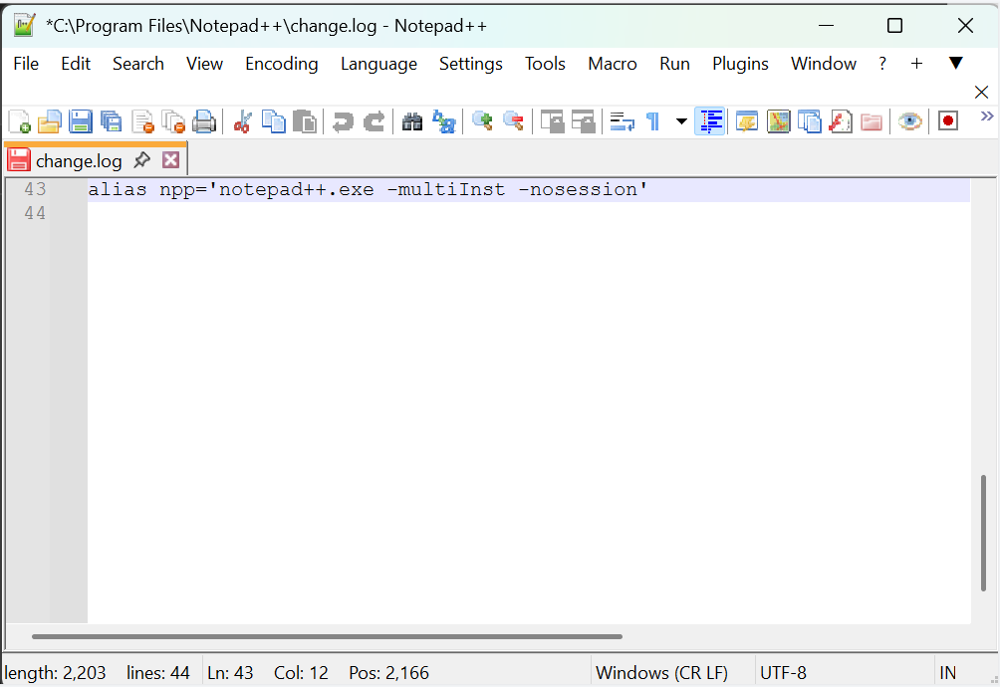 *C:\Program Files\Notepad++\change.log - Notepad++
File Edit Search View Encoding Language Settings Tools Macro Run Plugins Window ? + ▼
change.log
43 alias npp='notepad++.exe -multiInst -nosession'
44
length: 2,203 lines: 44 Ln: 43 Col: 12 Pos: 2,166 Windows (CR LF) UTF-8 IN